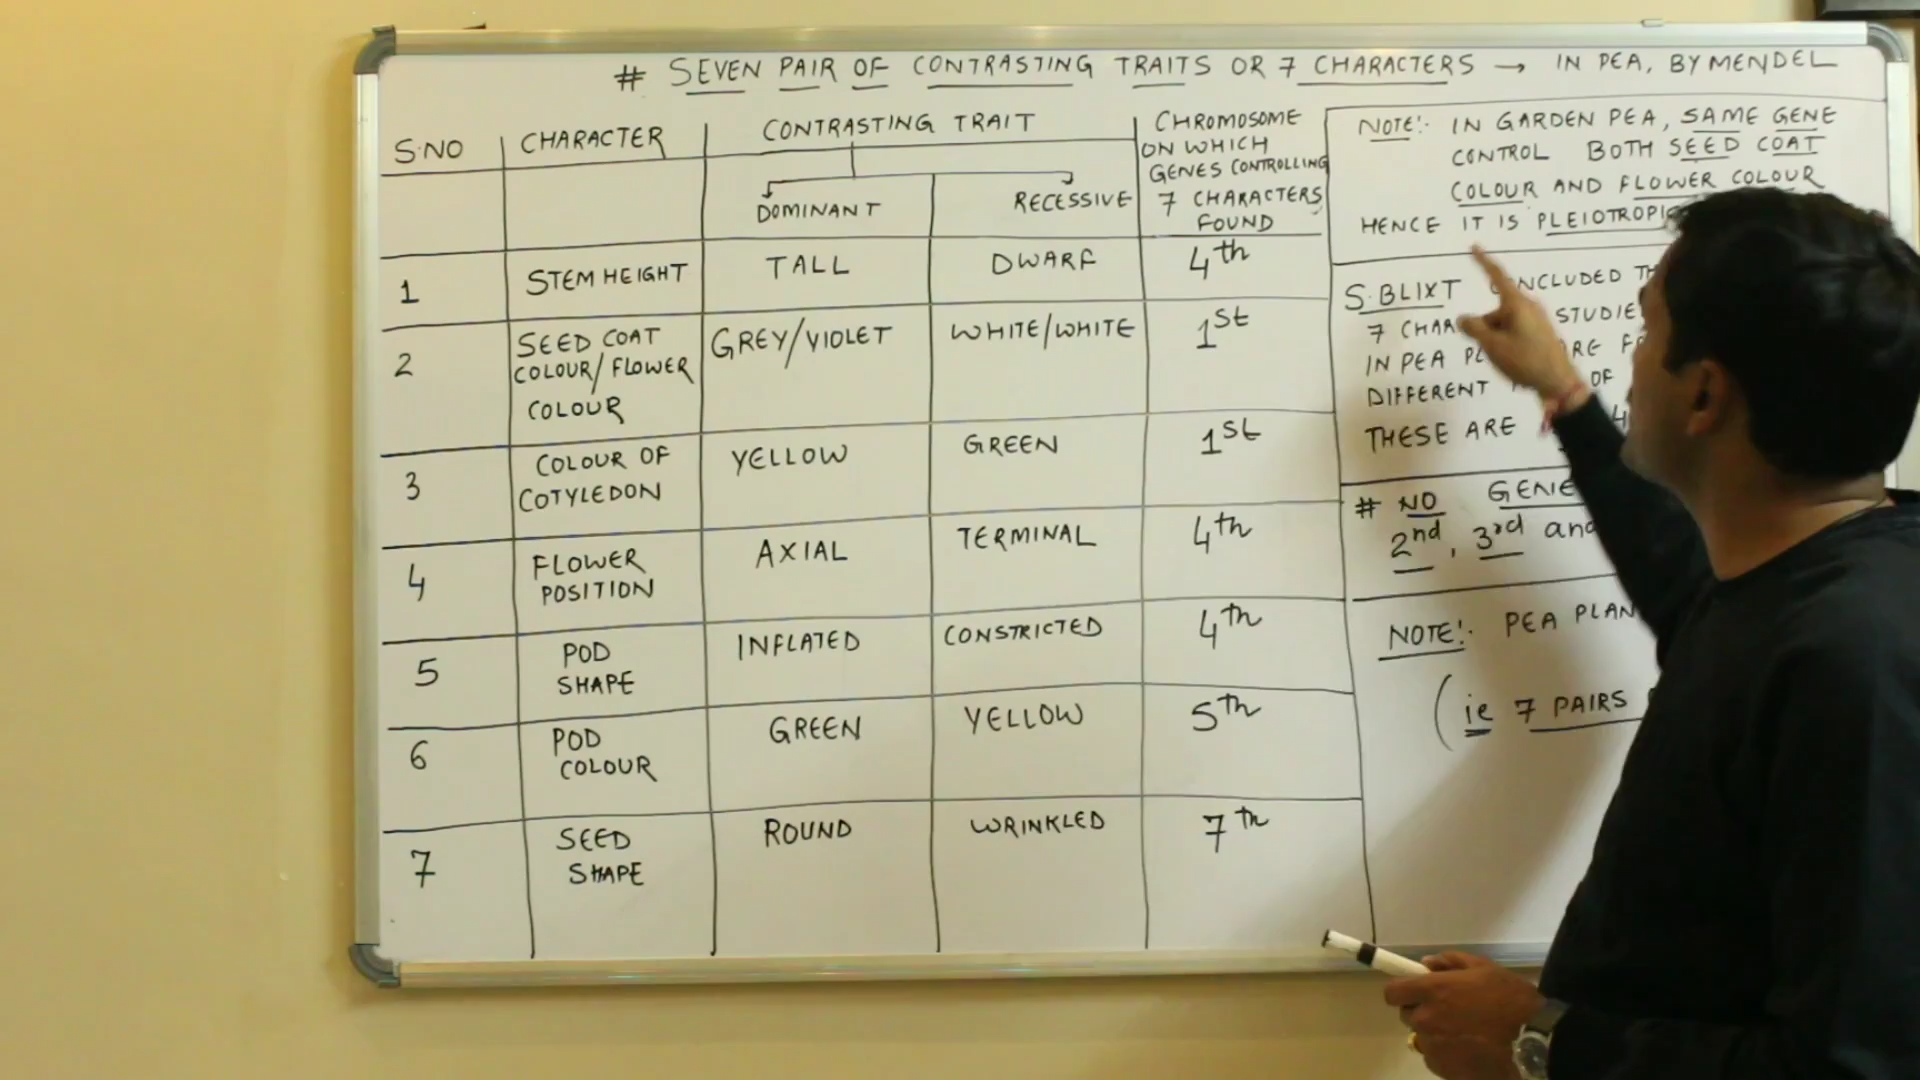 # SEVEN PAIR OF CONTRASTING TRAITS OR 7 CHARACTERS → IN PEA, BY MENDEL
S.NO
CHARACTER
CONTRASTING TRAIT
DOMINANT
RECESSIVE
CHROMOSOME
ON WHICH
GENES CONTROLLING
7 CHARACTERS
FOUND
1
STEM HEIGHT
TALL
DWARF
4th
2
SEED COAT
COLOUR/FLOWER
COLOUR
GREY/VIOLET
WHITE/WHITE
1st
3
COLOUR OF
COTYLEDON
YELLOW
GREEN
1st
4
FLOWER
POSITION
AXIAL
TERMINAL
4th
5
POD
SHAPE
INFLATED
CONSTRICTED
4th
6
POD
COLOUR
GREEN
YELLOW
5th
7
SEED
SHAPE
ROUND
WRINKLED
7th
NOTE:- IN GARDEN PEA, SAME GENE
CONTROL BOTH SEED COAT
COLOUR AND FLOWER COLOUR
HENCE IT IS
S.BLIXT
7
IN PEA
DIFFERENT OF
THESE ARE
# NO
2nd, 3rd and
NOTE:- PEA
(ie 7 PAIRS